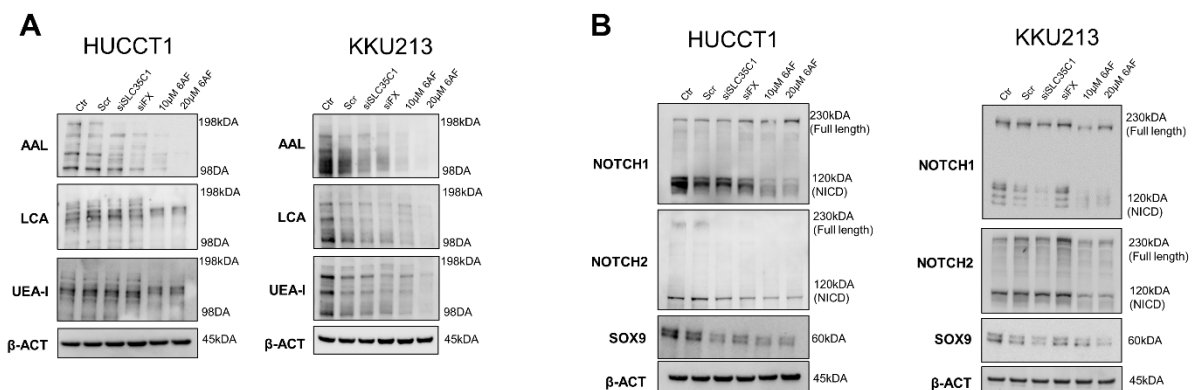 A
HUCCT1
Ctr
Scr
siSLC35C1
siFX
10µM 6AF
20µM 6AF
AAL
198kDA
98DA
LCA
198kDA
98DA
UEA-I
198kDA
98DA
β-ACT
45kDA
KKU213
Ctr
Scr
siSLC35C1
siFX
10µM 6AF
20µM 6AF
AAL
198kDA
98DA
LCA
198kDA
98DA
UEA-I
198kDA
98DA
β-ACT
45kDA
B
HUCCT1
Ctr
Scr
siSLC35C1
siFX
10µM 6AF
20µM 6AF
NOTCH1
230kDA
(Full length)
120kDA
(NICD)
NOTCH2
230kDA
(Full length)
120kDA
(NICD)
SOX9
60kDA
β-ACT
45kDA
KKU213
Ctr
Scr
siSLC35C1
siFX
10µM 6AF
20µM 6AF
NOTCH1
230kDA
(Full length)
120kDA
(NICD)
NOTCH2
230kDA
(Full length)
120kDA
(NICD)
SOX9
60kDA
β-ACT
45kDA